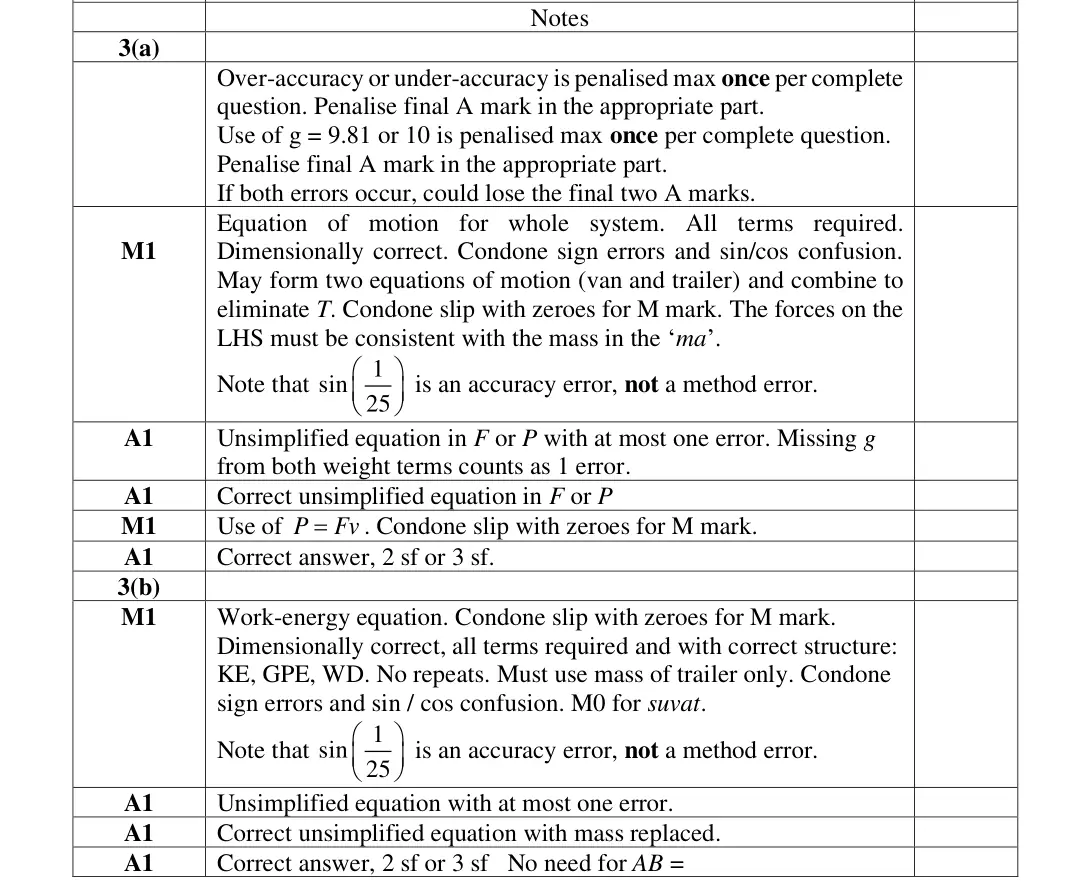 Notes
3(a)
Over-accuracy or under-accuracy is penalised max once per complete
question. Penalise final A mark in the appropriate part.
Use of g = 9.81 or 10 is penalised max once per complete question.
Penalise final A mark in the appropriate part.
If both errors occur, could lose the final two A marks.
Equation of motion for whole system. All terms required.
M1 Dimensionally correct. Condone sign errors and sin/cos confusion.
May form two equations of motion (van and trailer) and combine to
eliminate T. Condone slip with zeroes for M mark. The forces on the
LHS must be consistent with the mass in the ‘ma’.
Note that sin(1/25) is an accuracy error, not a method error.
A1 Unsimplified equation in F or P with at most one error. Missing g
from both weight terms counts as 1 error.
A1 Correct unsimplified equation in F or P
M1 Use of P = Fv. Condone slip with zeroes for M mark.
A1 Correct answer, 2 sf or 3 sf.
3(b)
M1 Work-energy equation. Condone slip with zeroes for M mark.
Dimensionally correct, all terms required and with correct structure:
KE, GPE, WD. No repeats. Must use mass of trailer only. Condone
sign errors and sin / cos confusion. M0 for suvat.
Note that sin(1/25) is an accuracy error, not a method error.
A1 Unsimplified equation with at most one error.
A1 Correct unsimplified equation with mass replaced.
A1 Correct answer, 2 sf or 3 sf No need for AB =